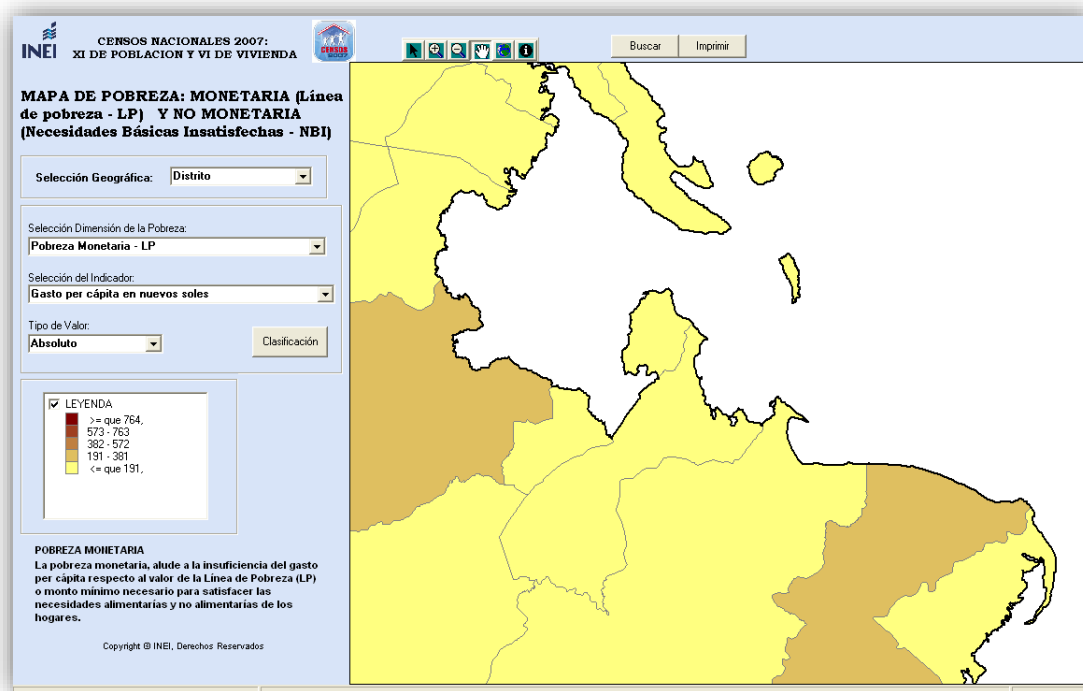 INEI
CENSOS NACIONALES 2007:
XI DE POBLACION Y VI DE VIVIENDA
CENSOS
2007
Buscar
Imprimir
MAPA DE POBREZA: MONETARIA (Línea
de pobreza - LP) Y NO MONETARIA
(Necesidades Básicas Insatisfechas - NBI)
Selección Geográfica:
Distrito
Selección Dimensión de la Pobreza:
Pobreza Monetaria - LP
Selección del Indicador:
Gasto per cápita en nuevos soles
Tipo de Valor:
Absoluto
Clasificación
LEYENDA
>= que 764,
573 - 763
382 - 572
191 - 381
<= que 191,
POBREZA MONETARIA
La pobreza monetaria, alude a la insuficiencia del gasto
per cápita respecto al valor de la Línea de Pobreza (LP)
o monto mínimo necesario para satisfacer las
necesidades alimentarías y no alimentarías de los
hogares.
Copyright @ INEI, Derechos Reservados